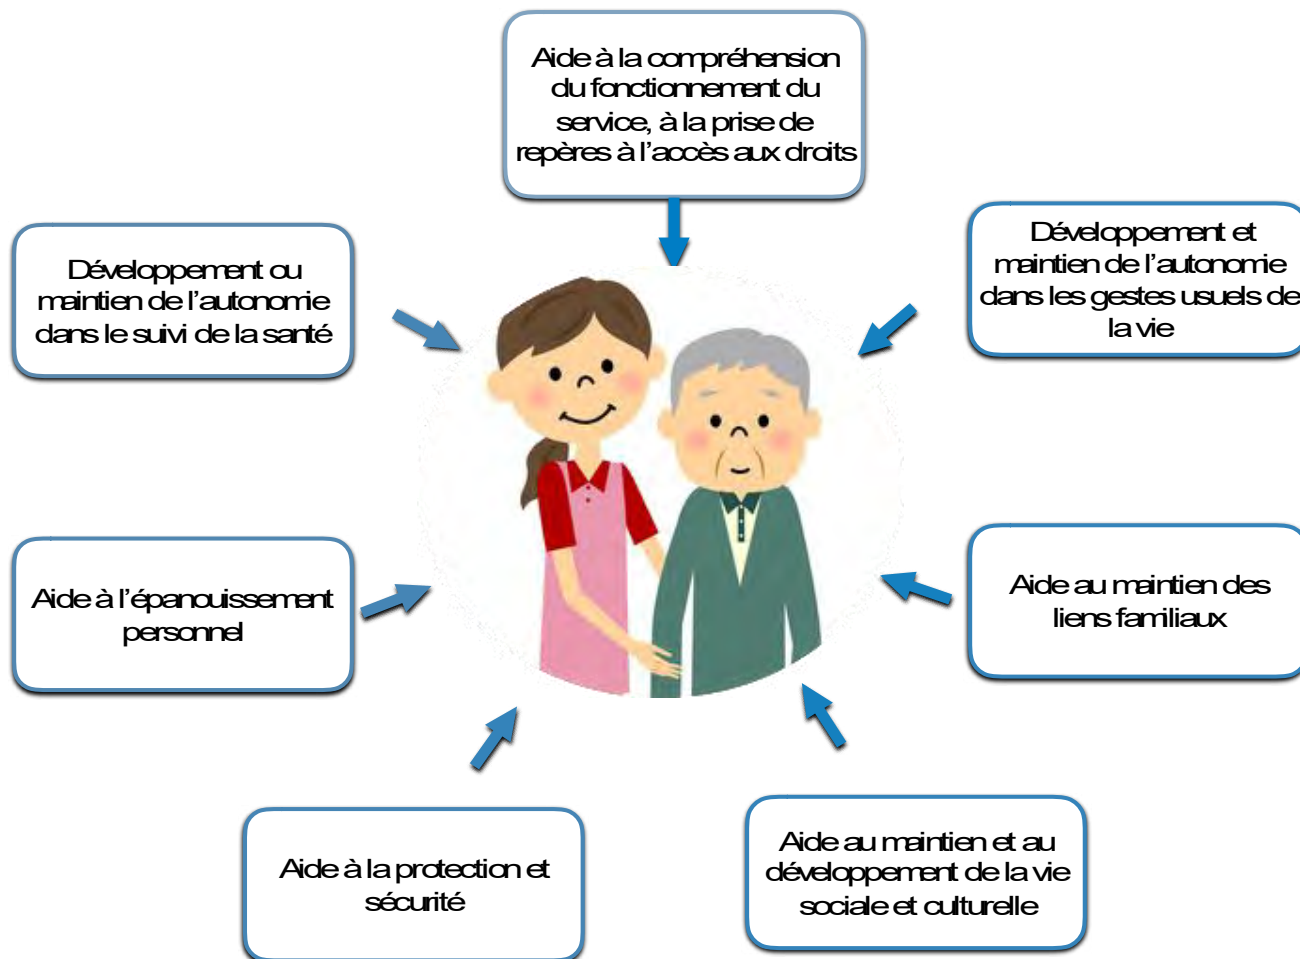 Aide à la compréhension
du fonctionnement du
service, à la prise de
repères à l’accès aux droits
Développement ou
maintien de l’autonomie
dans le suivi de la santé
Développement et
maintien de l’autonomie
dans les gestes usuels de
la vie
Aide à l’épanouissement
personnel
Aide au maintien des
liens familiaux
Aide à la protection et
sécurité
Aide au maintien et au
développement de la vie
sociale et culturelle